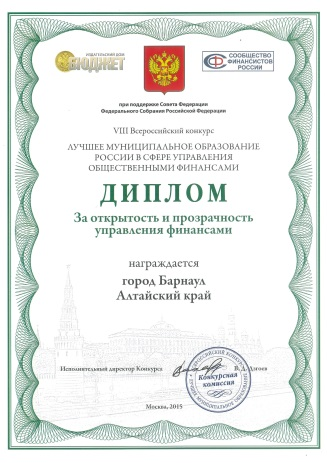 ИЗДАТЕЛЬСКИЙ ДОМ
БЮДЖЕТ
СООБЩЕСТВО
ФИНАНСИСТОВ
РОССИИ
при поддержке Совета Федерации
Федерального Собрания Российской Федерации
VIII Всероссийский конкурс
ЛУЧШЕЕ МУНИЦИПАЛЬНОЕ ОБРАЗОВАНИЕ
РОССИИ В СФЕРЕ УПРАВЛЕНИЯ
ОБЩЕСТВЕННЫМИ ФИНАНСАМИ
ДИПЛОМ
За открытость и прозрачность
управления финансами
награждается
город Барнаул
Алтайский край
Исполнительный директор Конкурса
Конкурсная
комиссия
Москва, 2015